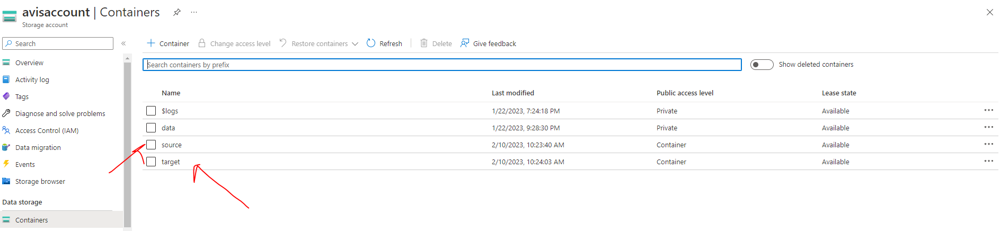 avisaccount | Containers
Storage account
Search
+ Container Change access level Restore containers Refresh Delete Give feedback
Search containers by prefix
Show deleted containers
Overview
Activity log
Tags
Diagnose and solve problems
Access Control (IAM)
Data migration
Events
Storage browser
Data storage
Containers
Name Last modified Public access level Lease state
$logs 1/22/2023, 7:24:18 PM Private Available
data 1/22/2023, 9:28:30 PM Private Available
source 2/10/2023, 10:23:40 AM Container Available
target 2/10/2023, 10:24:03 AM Container Available